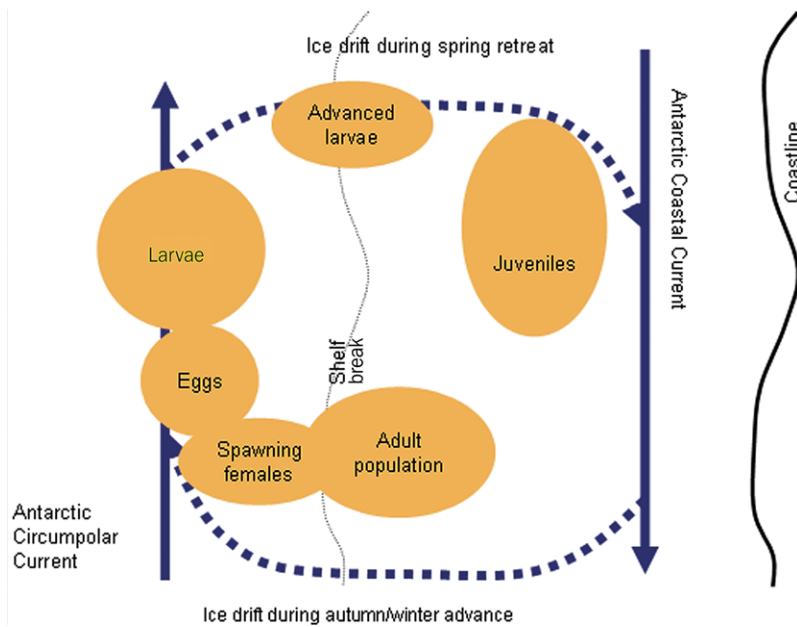 Ice drift during spring retreat
Advanced
larvae
Antarctic Coastal Current
Coastline
Larvae
Juveniles
Shelf
break
Eggs
Spawning
females
Adult
population
Antarctic
Circumpolar
Current
Ice drift during autumn/winter advance